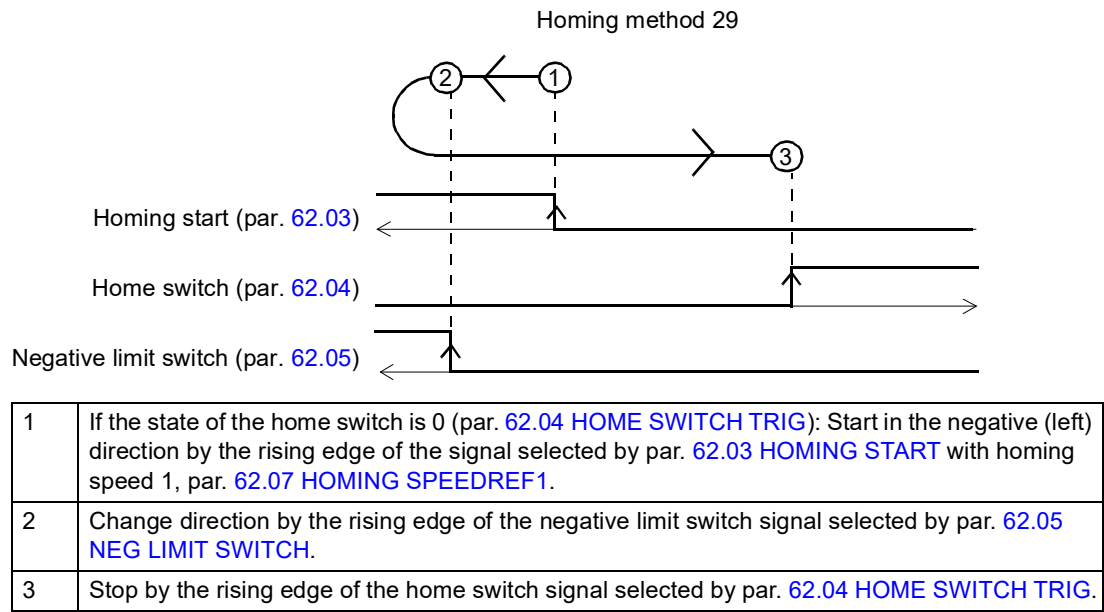 Homing method 29
2
1
3
Homing start (par. 62.03)
Home switch (par. 62.04)
Negative limit switch (par. 62.05)
1
If the state of the home switch is 0 (par. 62.04 HOME SWITCH TRIG): Start in the negative (left)
direction by the rising edge of the signal selected by par. 62.03 HOMING START with homing
speed 1, par. 62.07 HOMING SPEEDREF1.
2
Change direction by the rising edge of the negative limit switch signal selected by par. 62.05
NEG LIMIT SWITCH.
3
Stop by the rising edge of the home switch signal selected by par. 62.04 HOME SWITCH TRIG.